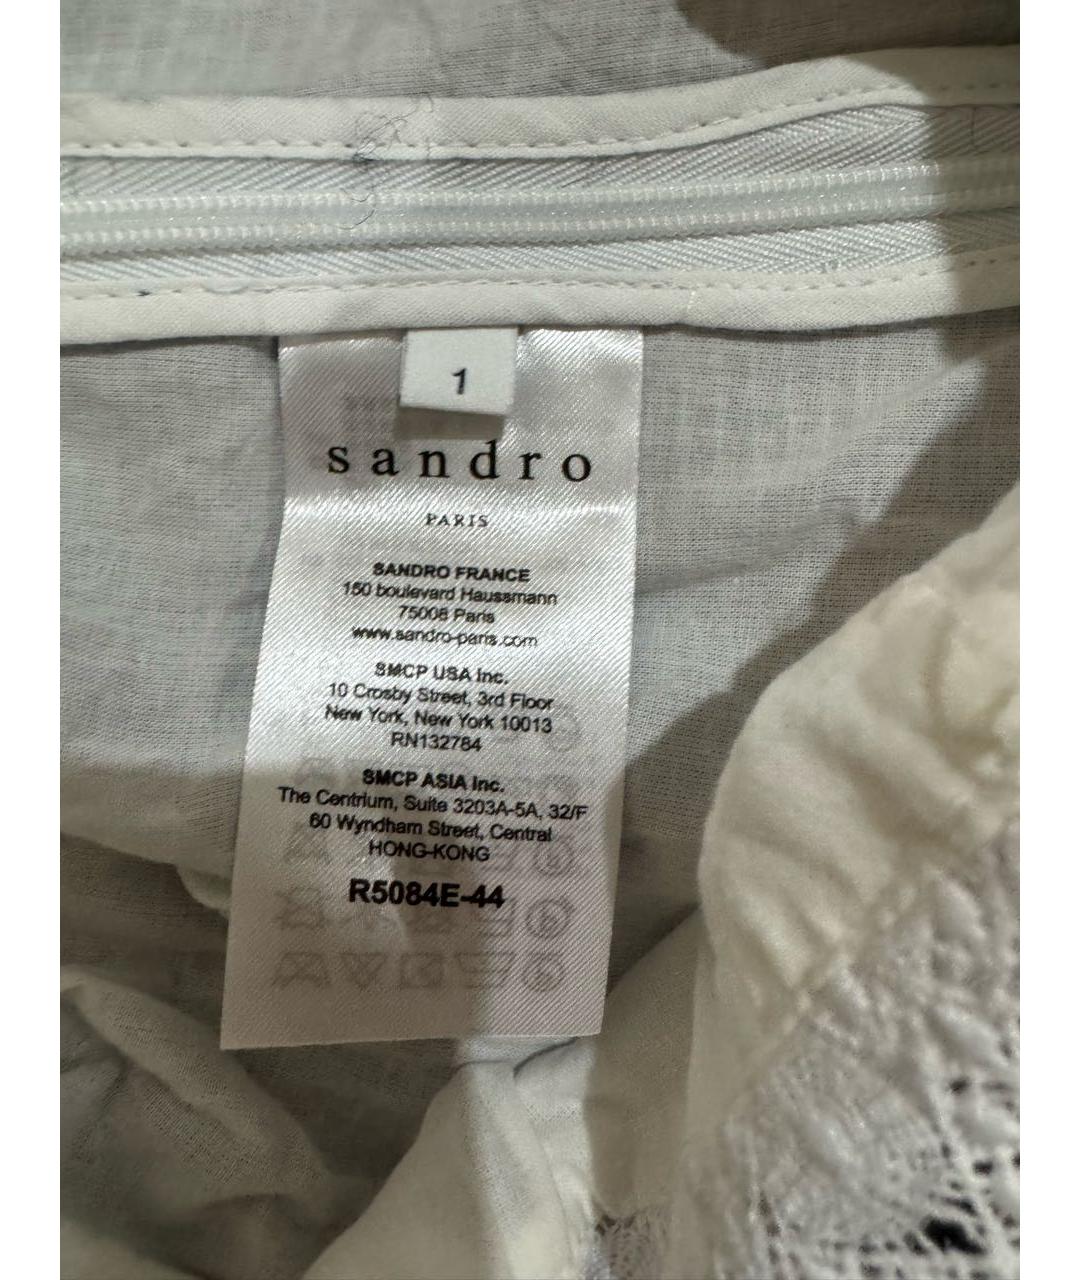 1
sandro
PARIS
SANDRO FRANCE
150 boulevard Haussmann
75008 Paris
www.sandro-paris.com
SMCP USA Inc.
10 Crosby Street, 3rd Floor
New York, New York 10013
RN132784
SMCP ASIA Inc.
The Centrium, Suite 3203A-5A, 32/F
60 Wyndham Street, Central
HONG-KONG
R5084E-44